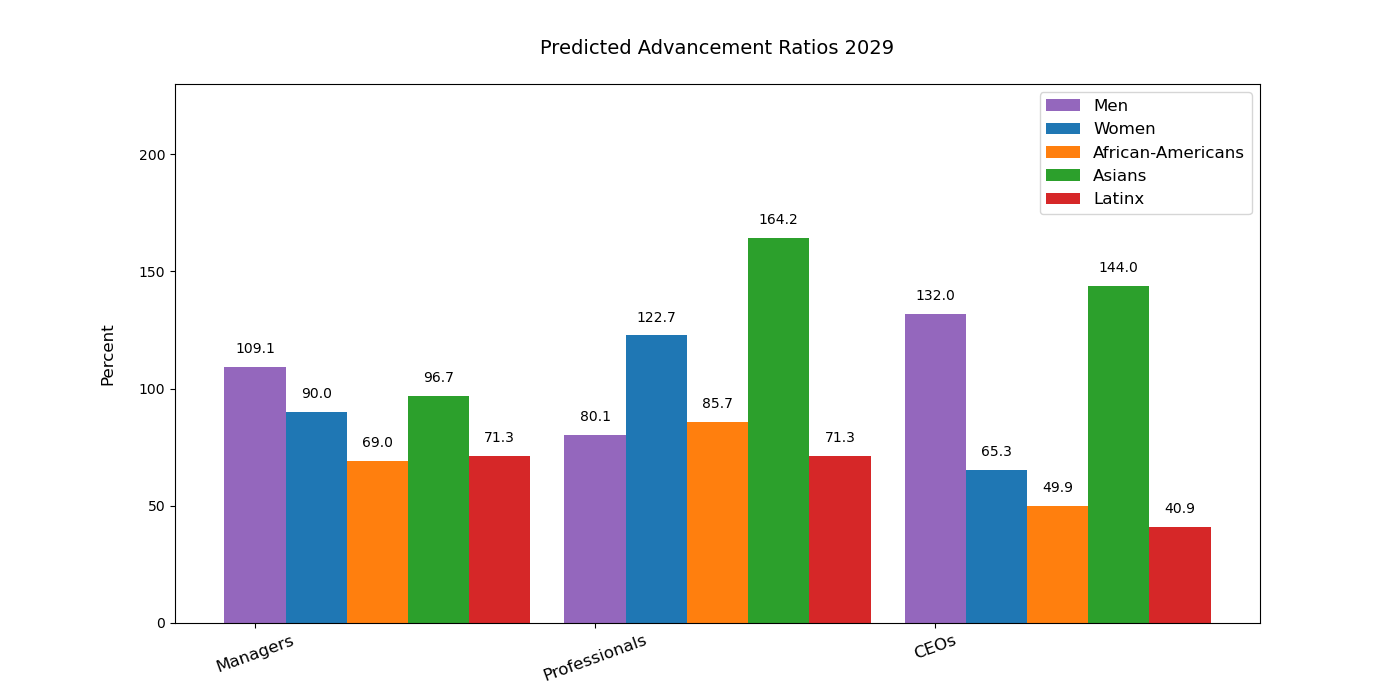 Predicted Advancement Ratios 2029
Men
Women
African-Americans
Asians
Latinx
Percent
200
150
100
50
0
109.1
90.0
69.0
96.7
71.3
80.1
122.7
85.7
164.2
71.3
132.0
65.3
49.9
144.0
40.9
Managers
Professionals
CEOs